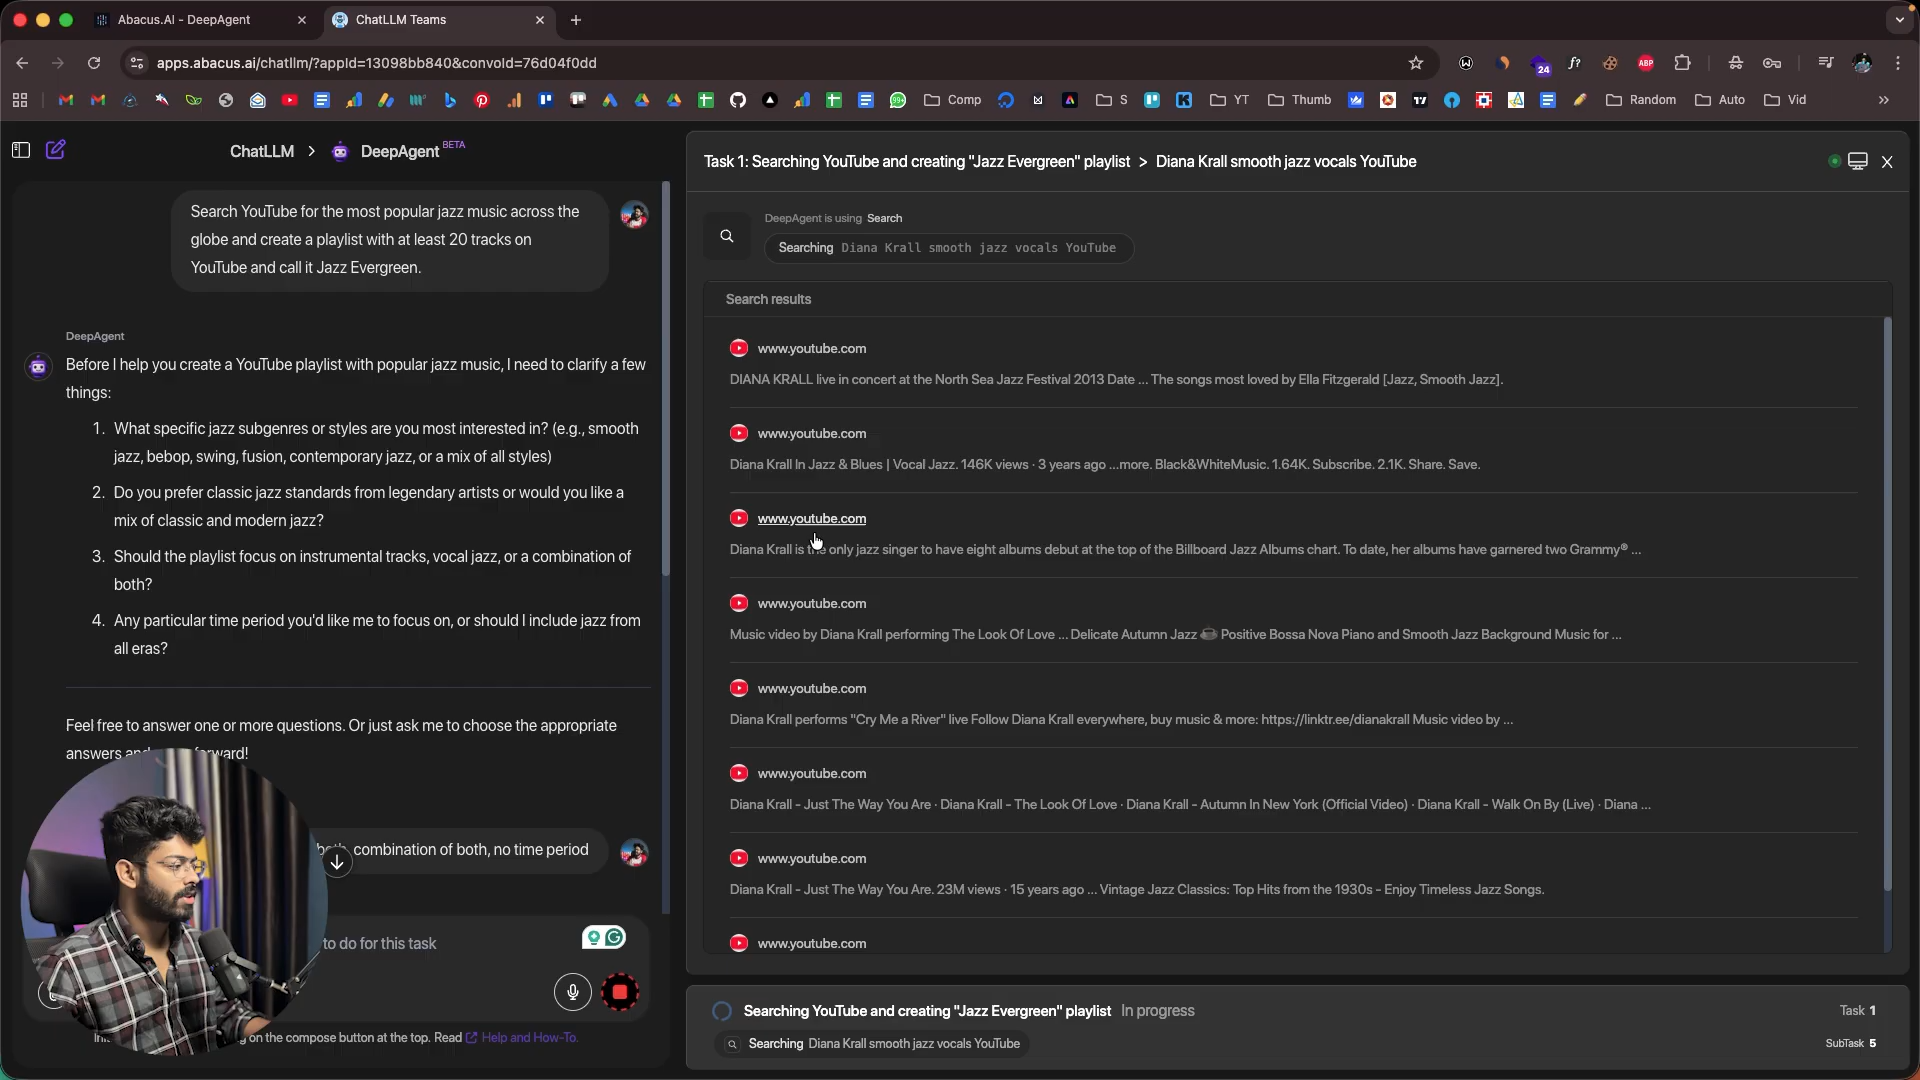 Abacus.AI - DeepAgent
ChatLLM Teams
apps.abacus.ai/chatllm/?appId=13098bb840&convoId=76d04f0dd
24
f?
ABP
99+
Comp
S
YT
Thumb
Random
Auto
Vid
ChatLLM > DeepAgent BETA
Search YouTube for the most popular jazz music across the
globe and create a playlist with at least 20 tracks on
YouTube and call it Jazz Evergreen.
DeepAgent
Before I help you create a YouTube playlist with popular jazz music, I need to clarify a few
things:
1. What specific jazz subgenres or styles are you most interested in? (e.g., smooth
jazz, bebop, swing, fusion, contemporary jazz, or a mix of all styles)
2. Do you prefer classic jazz standards from legendary artists or would you like a
mix of classic and modern jazz?
3. Should the playlist focus on instrumental tracks, vocal jazz, or a combination of
both?
4. Any particular time period you'd like me to focus on, or should I include jazz from
all eras?
Feel free to answer one or more questions. Or just ask me to choose the appropriate
answers
combination of both, no time period
to do for this task
on the compose button at the top. Read Help and How-To.
Task 1: Searching YouTube and creating "Jazz Evergreen" playlist > Diana Krall smooth jazz vocals YouTube
DeepAgent is using Search
Searching Diana Krall smooth jazz vocals YouTube
Search results
www.youtube.com
DIANA KRALL live in concert at the North Sea Jazz Festival 2013 Date ... The songs most loved by Ella Fitzgerald [Jazz, Smooth Jazz].
www.youtube.com
Diana Krall In Jazz & Blues | Vocal Jazz. 146K views · 3 years ago ...more. Black&WhiteMusic. 1.64K. Subscribe. 2.1K. Share. Save.
www.youtube.com
Diana Krall is the only jazz singer to have eight albums debut at the top of the Billboard Jazz Albums chart. To date, her albums have garnered two Grammy® ...
www.youtube.com
Music video by Diana Krall performing The Look Of Love ... Delicate Autumn Jazz ☕ Positive Bossa Nova Piano and Smooth Jazz Background Music for ...
www.youtube.com
Diana Krall performs "Cry Me a River" live Follow Diana Krall everywhere, buy music & more: https://linktr.ee/dianakrall Music video by ...
www.youtube.com
Diana Krall - Just The Way You Are · Diana Krall - The Look Of Love · Diana Krall - Autumn In New York (Official Video) · Diana Krall - Walk On By (Live) · Diana ...
www.youtube.com
Diana Krall - Just The Way You Are. 23M views · 15 years ago ... Vintage Jazz Classics: Top Hits from the 1930s - Enjoy Timeless Jazz Songs.
www.youtube.com
Searching YouTube and creating "Jazz Evergreen" playlist In progress
Task 1
Searching Diana Krall smooth jazz vocals YouTube
SubTask 5